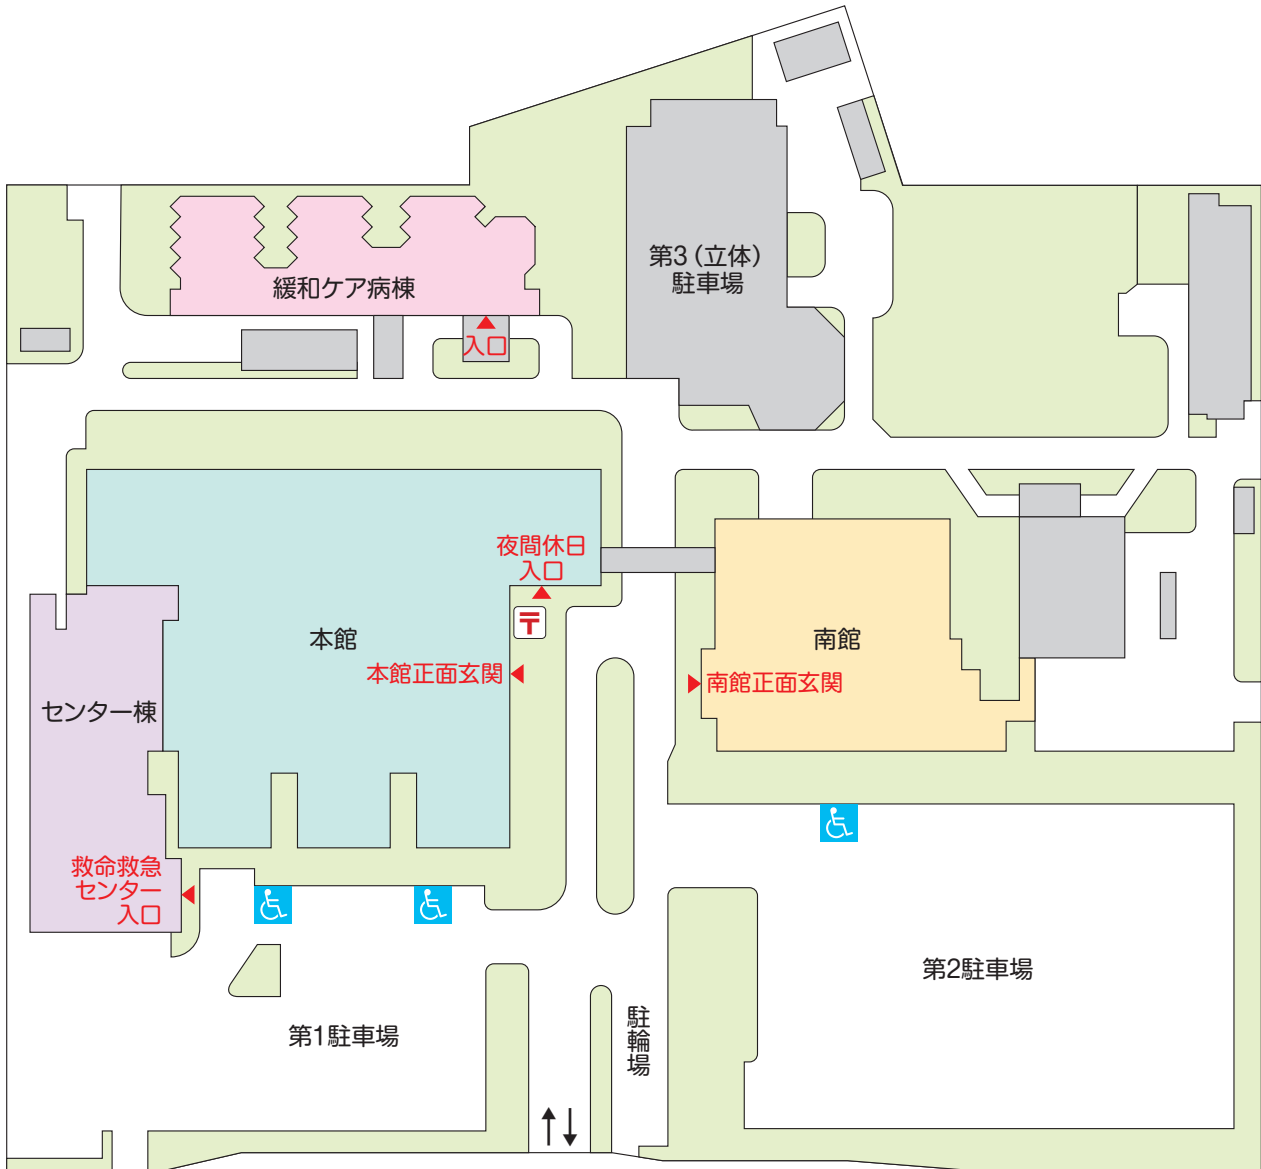 第3（立体）
駐車場
緩和ケア病棟
入口
夜間休日
入口
〒
本館
本館正面玄関
南館
南館正面玄関
センター棟
救命救急
センター
入口
第1駐車場
駐輪場
第2駐車場